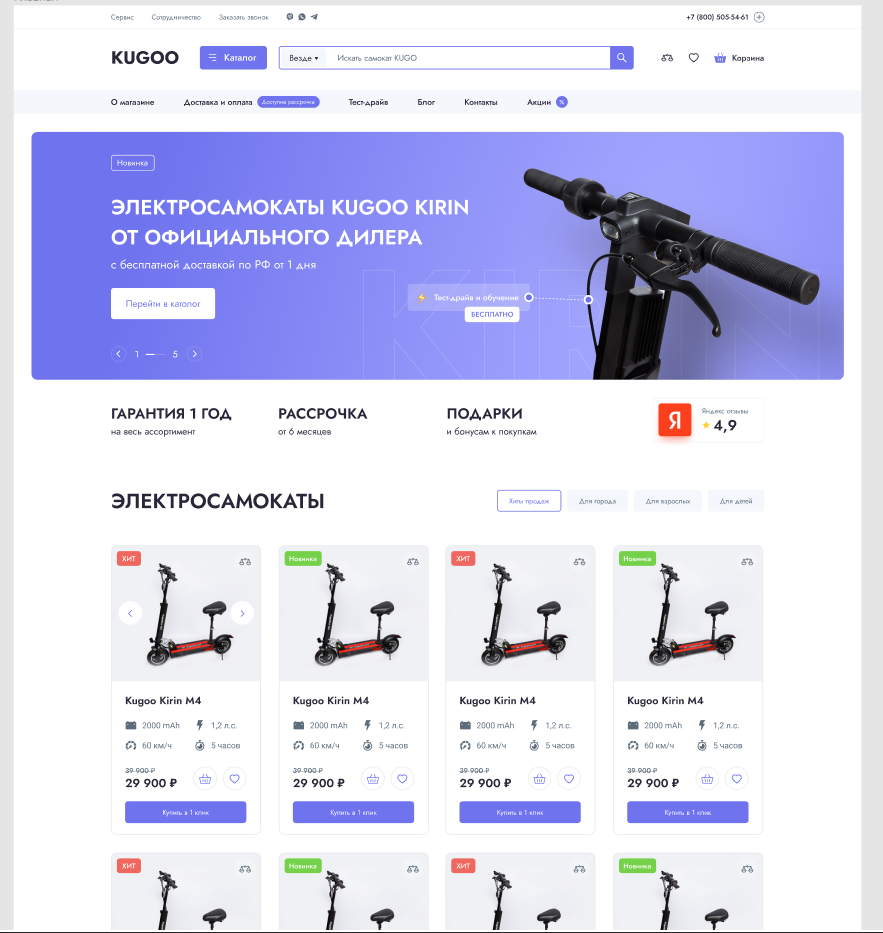 Сервис Сотрудничество Заказать звонок +7 (800) 505-54-61
KUGOO Каталог Везде Искать самокат KUGO Корзина
О магазине Доставка и оплата Доступна рассрочка Тест-драйв Блог Контакты Акции %
Новинка
ЭЛЕКТРОСАМОКАТЫ KUGOO KIRIN
ОТ ОФИЦИАЛЬНОГО ДИЛЕРА
с бесплатной доставкой по РФ от 1 дня
KIRIN
Тест-драйв и обучение
БЕСПЛАТНО
Перейти в каталог
1 5
ГАРАНТИЯ 1 ГОД РАССРОЧКА ПОДАРКИ
на весь ассортимент от 6 месяцев и бонусам к покупкам
Я Яндекс отзывы
4,9
ЭЛЕКТРОСАМОКАТЫ Хиты продаж Для города Для взрослых Для детей
ХИТ Новинка ХИТ Новинка
Kugoo Kirin M4 Kugoo Kirin M4 Kugoo Kirin M4 Kugoo Kirin M4
2000 mAh 1,2 л.с. 2000 mAh 1,2 л.с. 2000 mAh 1,2 л.с. 2000 mAh 1,2 л.с.
60 км/ч 5 часов 60 км/ч 5 часов 60 км/ч 5 часов 60 км/ч 5 часов
39 900 ₽ 39 900 ₽ 39 900 ₽ 39 900 ₽
29 900 ₽ 29 900 ₽ 29 900 ₽ 29 900 ₽
Купить в 1 клик Купить в 1 клик Купить в 1 клик Купить в 1 клик
ХИТ Новинка ХИТ Новинка